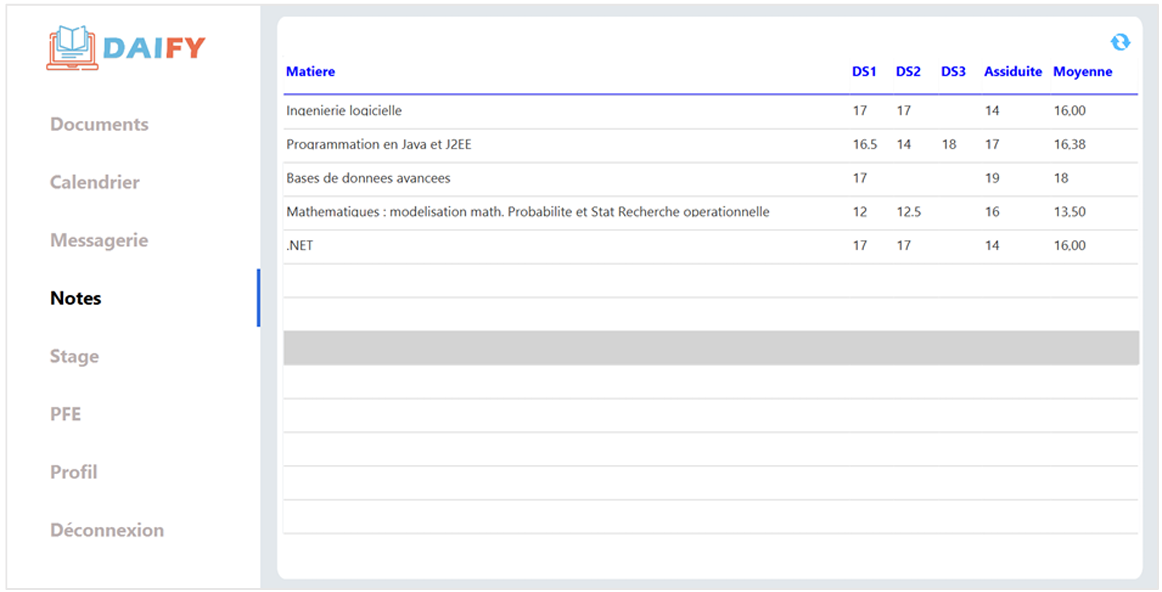 DAIFY
Documents
Calendrier
Messagerie
Notes
Stage
PFE
Profil
Déconnexion
Matiere DS1 DS2 DS3 Assiduite Moyenne
Ingenierie logicielle 17 17 14 16,00
Programmation en Java et J2EE 16.5 14 18 17 16,38
Bases de donnees avancees 17 19 18
Mathematiques : modelisation math. Probabilite et Stat Recherche operationnelle 12 12.5 16 13,50
.NET 17 17 14 16,00